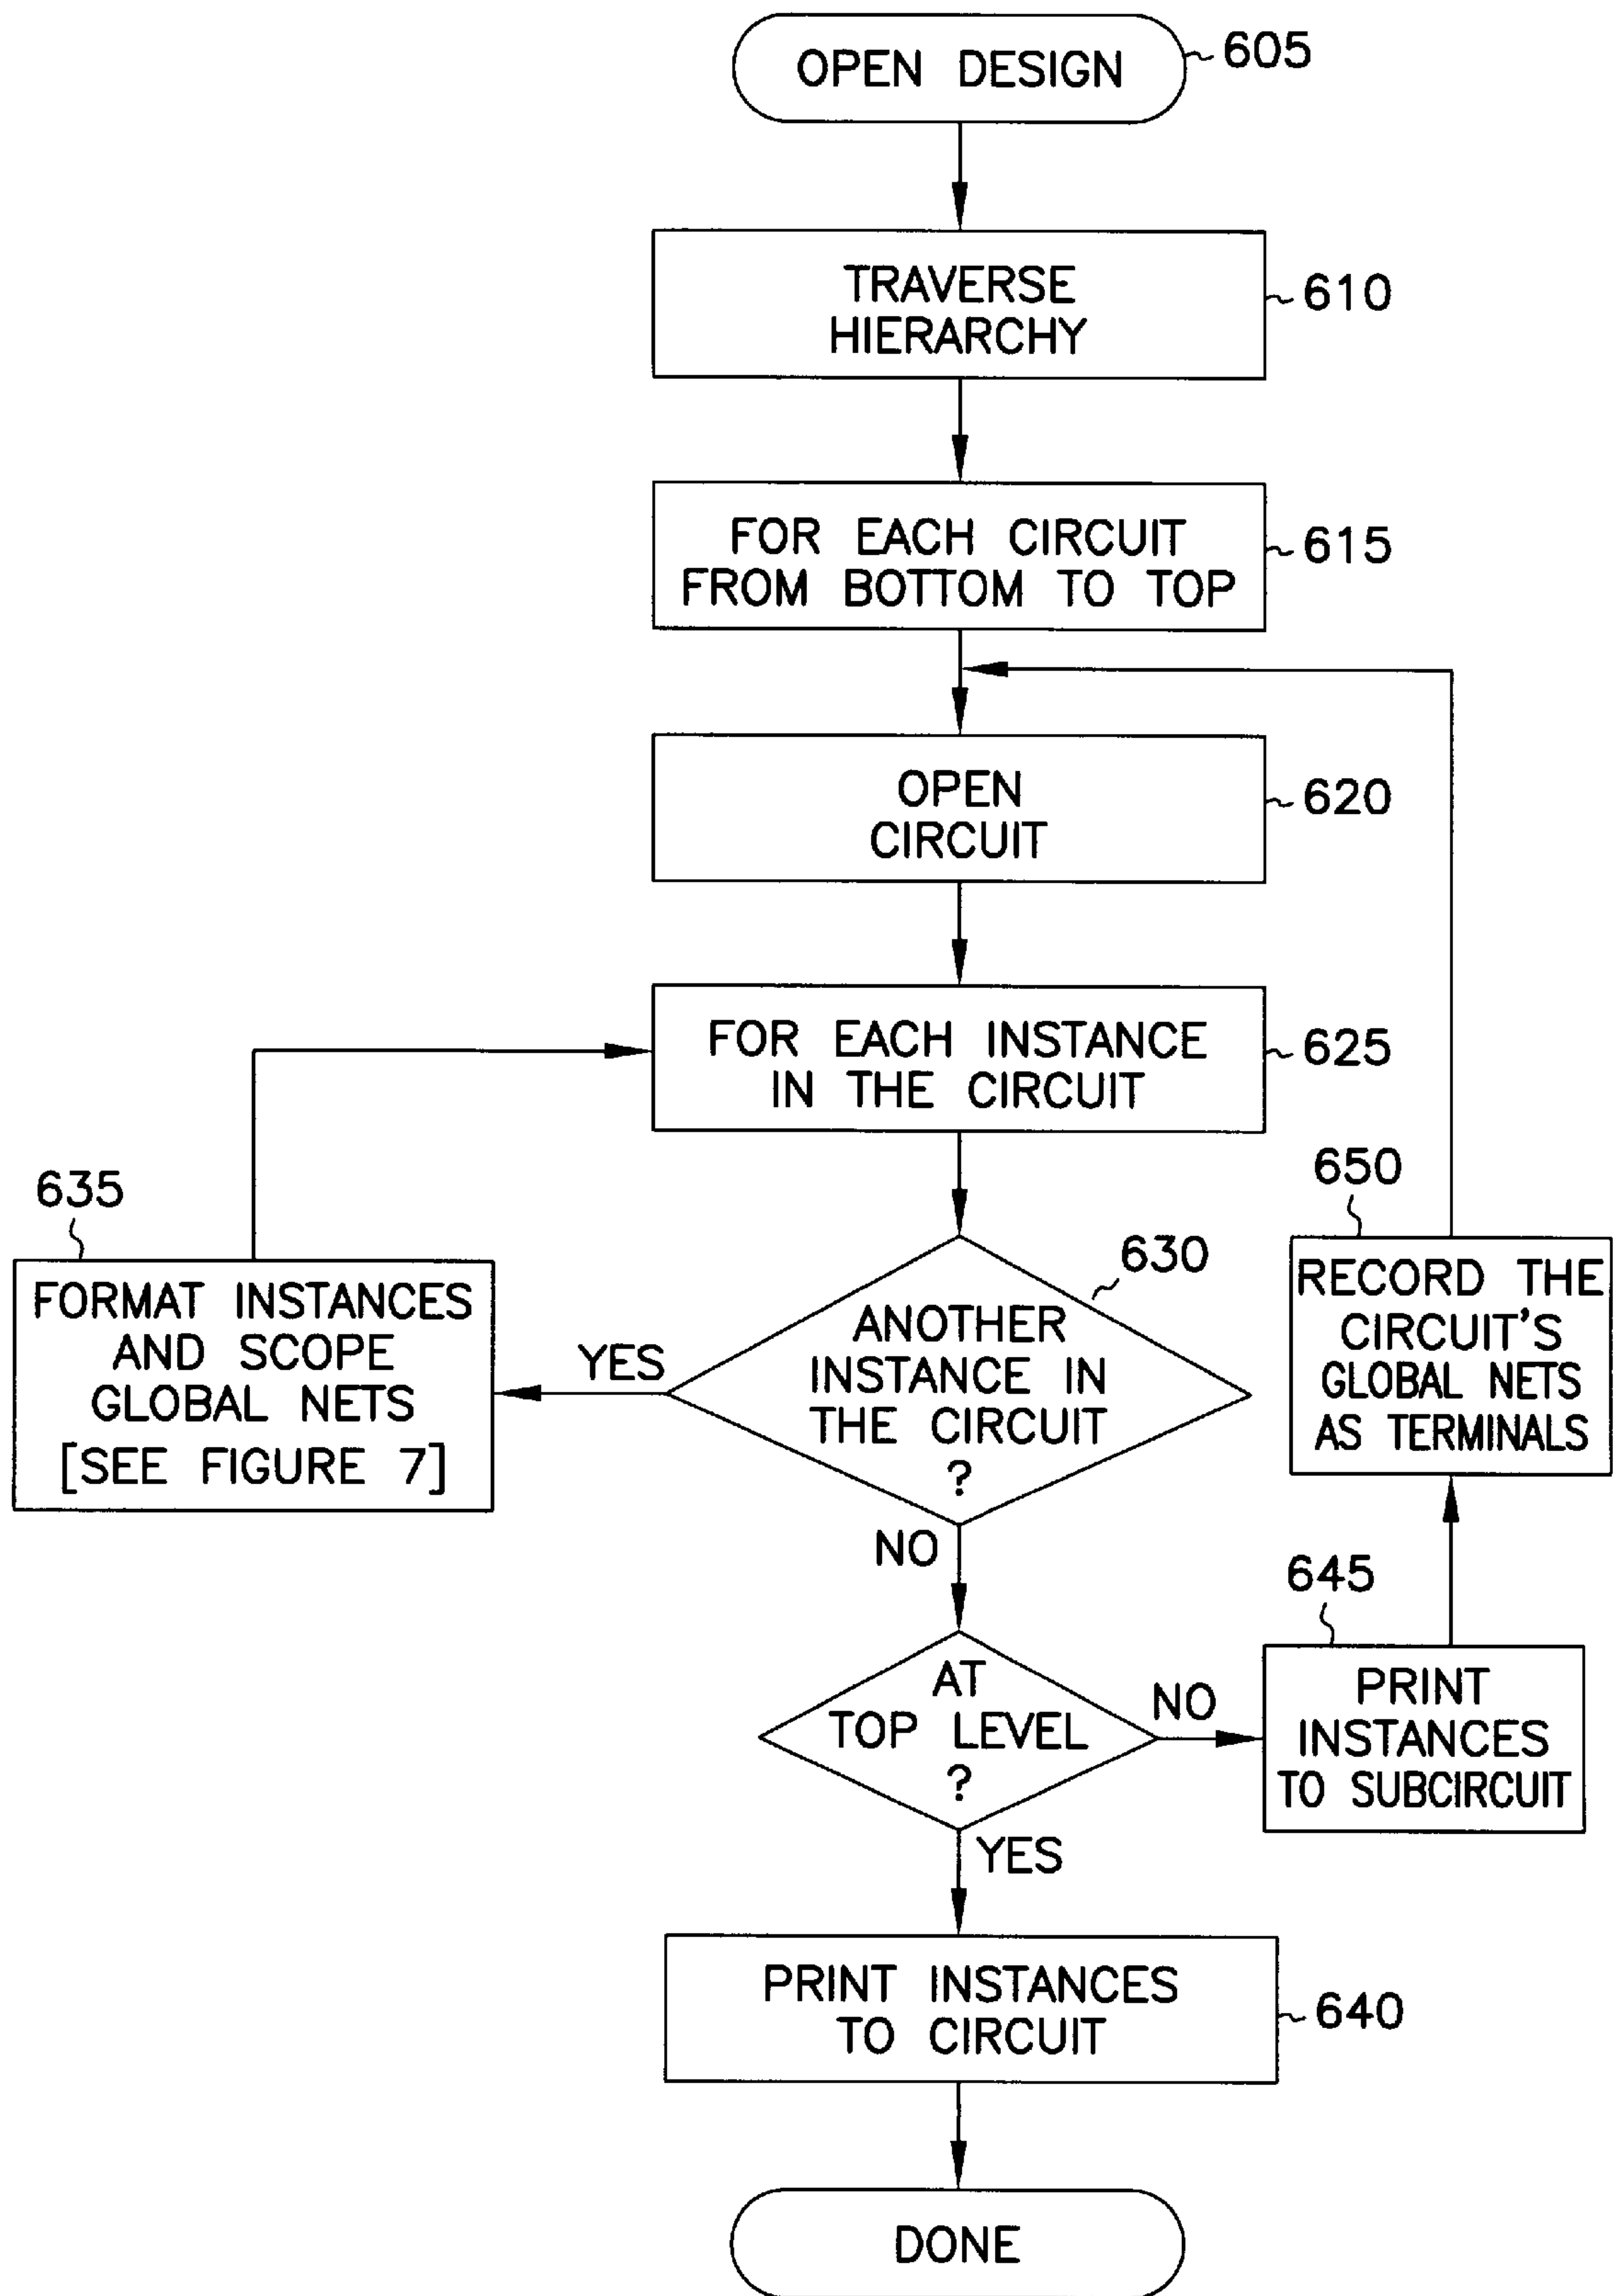 OPEN DESIGN
605
TRAVERSE
HIERARCHY
610
FOR EACH CIRCUIT
FROM BOTTOM TO TOP
615
OPEN
CIRCUIT
620
FOR EACH INSTANCE
IN THE CIRCUIT
625
635
FORMAT INSTANCES
AND SCOPE
GLOBAL NETS
[SEE FIGURE 7]
YES
630
ANOTHER
INSTANCE IN
THE CIRCUIT
?
650
RECORD THE
CIRCUIT'S
GLOBAL NETS
AS TERMINALS
NO
AT
TOP LEVEL
?
NO
645
PRINT
INSTANCES
TO SUBCIRCUIT
YES
PRINT INSTANCES
TO CIRCUIT
640
DONE